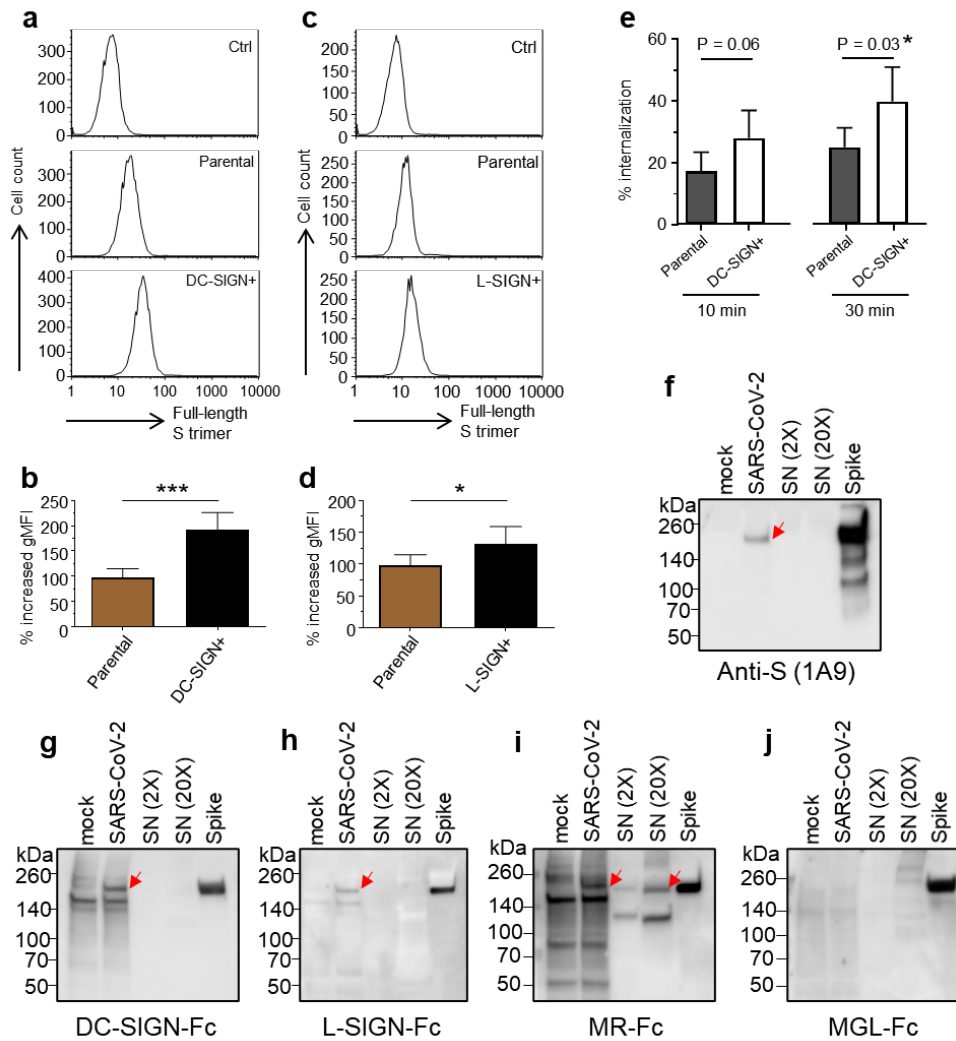 a
Ctrl
300
200
100
0
Parental
300
200
100
0
DC-SIGN+
400
300
200
100
0
1 10 100 1000 10000
Cell count
Full-length
S trimer
c
Ctrl
200
150
100
50
0
Parental
250
200
150
100
50
0
L-SIGN+
250
200
150
100
50
0
1 10 100 1000 10000
Cell count
Full-length
S trimer
e
60
40
20
0
% internalization
P = 0.06
P = 0.03 *
Parental
DC-SIGN+
Parental
DC-SIGN+
10 min
30 min
b
***
250
200
150
100
50
0
% increased gMFI
Parental
DC-SIGN+
d
*
200
150
100
50
0
% increased gMFI
Parental
L-SIGN+
f
mock
SARS-CoV-2
SN (2X)
SN (20X)
Spike
kDa
260
140
100
70
50
Anti-S (1A9)
g
mock
SARS-CoV-2
SN (2X)
SN (20X)
Spike
kDa
260
140
100
70
50
DC-SIGN-Fc
h
mock
SARS-CoV-2
SN (2X)
SN (20X)
Spike
kDa
260
140
100
70
50
L-SIGN-Fc
i
mock
SARS-CoV-2
SN (2X)
SN (20X)
Spike
kDa
260
140
100
70
50
MR-Fc
j
mock
SARS-CoV-2
SN (2X)
SN (20X)
Spike
kDa
260
140
100
70
50
MGL-Fc